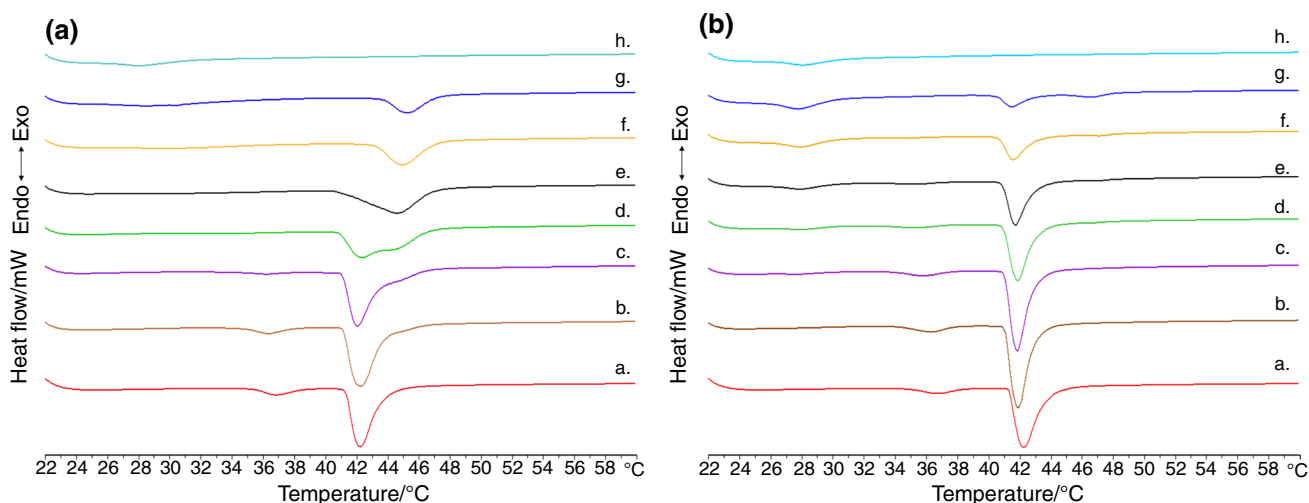 (a)
h.
g.
f.
e.
d.
c.
b.
a.
Heat flow/mW
Endo
Exo
22 24 26 28 30 32 34 36 38 40 42 44 46 48 50 52 54 56 58 °C
Temperature/°C
(b)
h.
g.
f.
e.
d.
c.
b.
a.
Heat flow/mW
Endo
Exo
22 24 26 28 30 32 34 36 38 40 42 44 46 48 50 52 54 56 58 °C
Temperature/°C